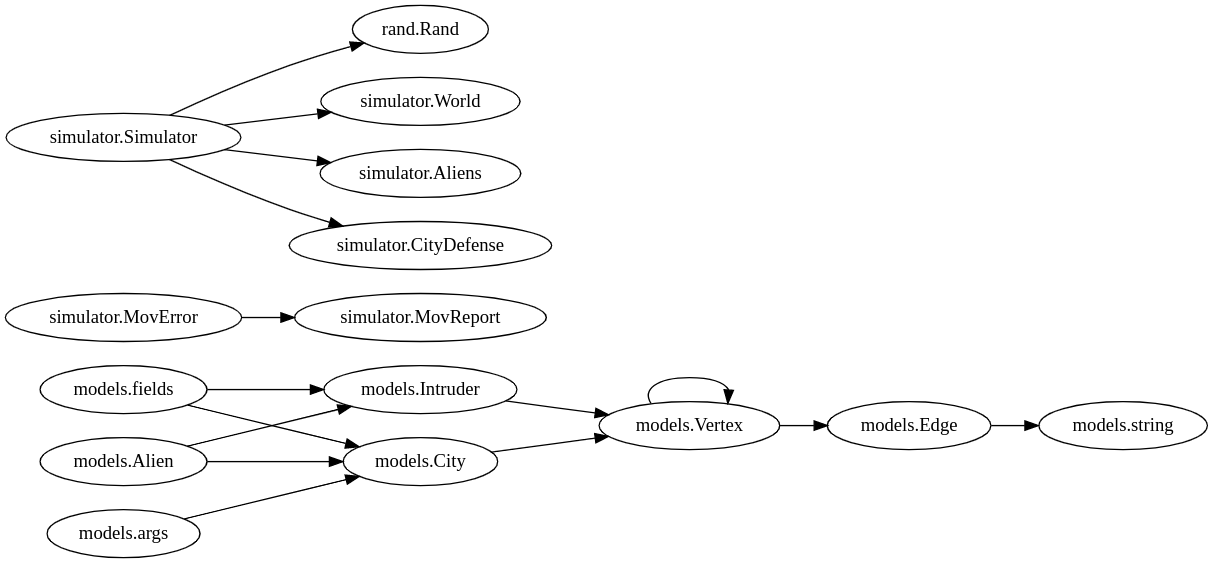 rand.Rand
simulator.World
simulator.Simulator
simulator.Aliens
simulator.CityDefense
simulator.MovError
simulator.MovReport
models.fields
models.Intruder
models.Vertex
models.Edge
models.string
models.Alien
models.City
models.args